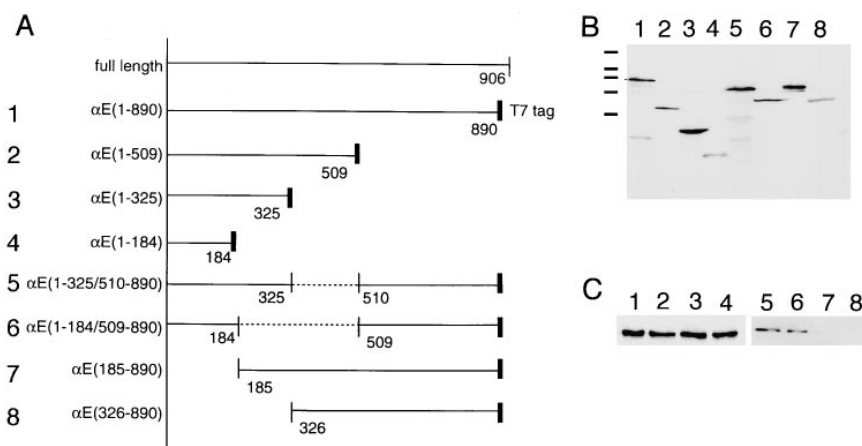 A
full length
906
1 αE(1-890) 890 T7 tag
2 αE(1-509) 509
3 αE(1-325) 325
4 αE(1-184) 184
5 αE(1-325/510-890) 325 510
6 αE(1-184/509-890) 184 509
7 αE(185-890) 185
8 αE(326-890) 326
B 1 2 3 4 5 6 7 8
C 1 2 3 4 5 6 7 8